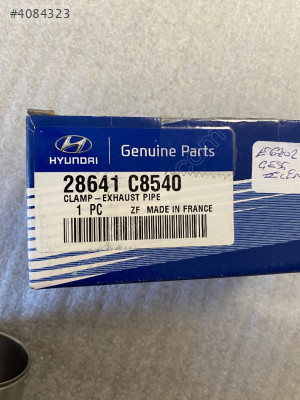 #4084323
HYUNDAI
Genuine Parts
28641 C8540
CLAMP-EXHAUST PIPE
1 PC ZF MADE IN FRANCE